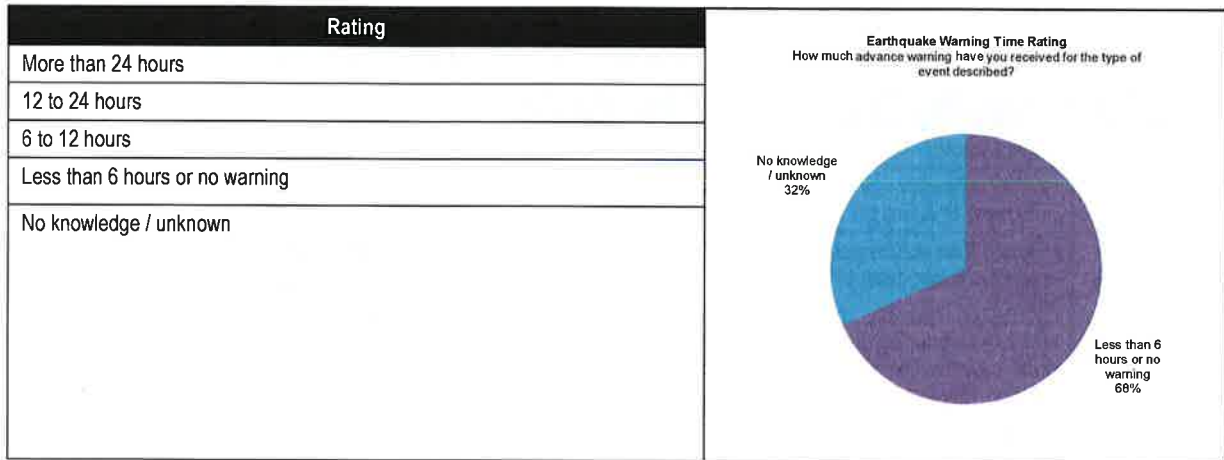 Rating
More than 24 hours
12 to 24 hours
6 to 12 hours
Less than 6 hours or no warning
No knowledge / unknown
Earthquake Warning Time Rating
How much advance warning have you received for the type of
event described?
No knowledge
/ unknown
32%
Less than 6
hours or no
warning
68%